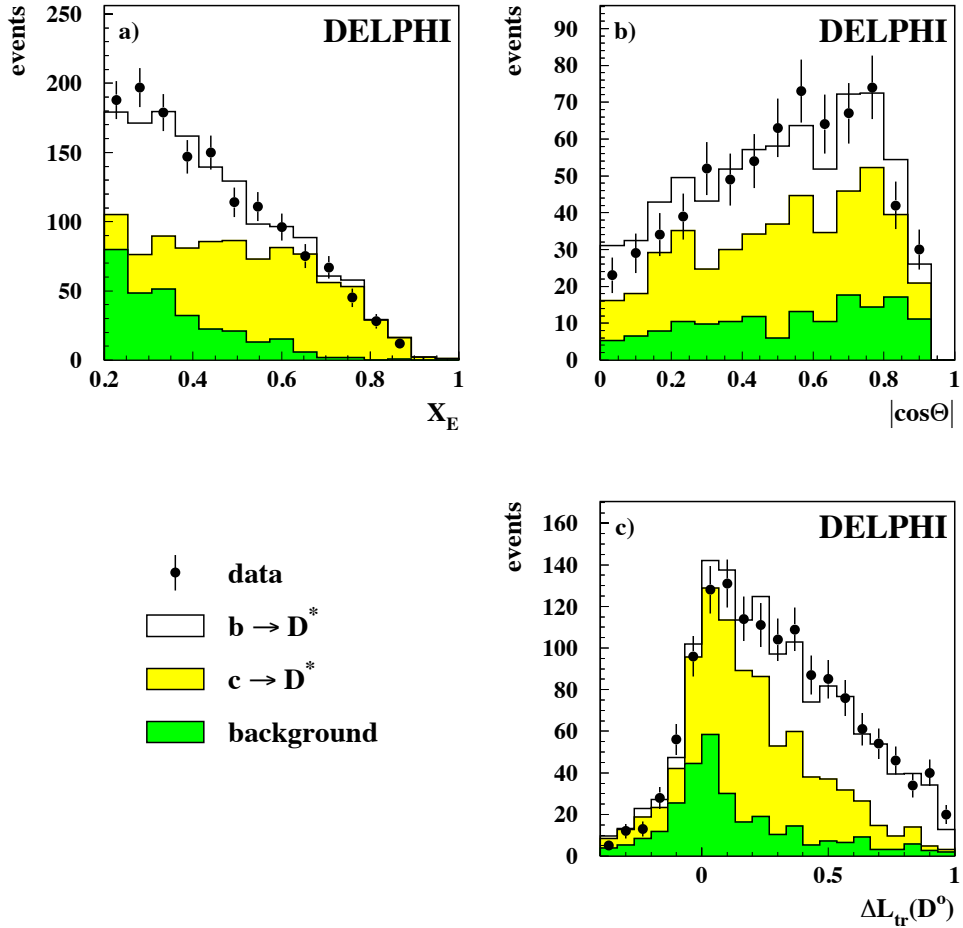 a) DELPHI
events
250
200
150
100
50
0
0.2 0.4 0.6 0.8 1
X_E
b) DELPHI
events
90
80
70
60
50
40
30
20
10
0
0 0.2 0.4 0.6 0.8 1
|cosΘ|
data
b → D*
c → D*
background
c) DELPHI
events
160
140
120
100
80
60
40
20
0
0 0.5 1
ΔL_tr(D°)